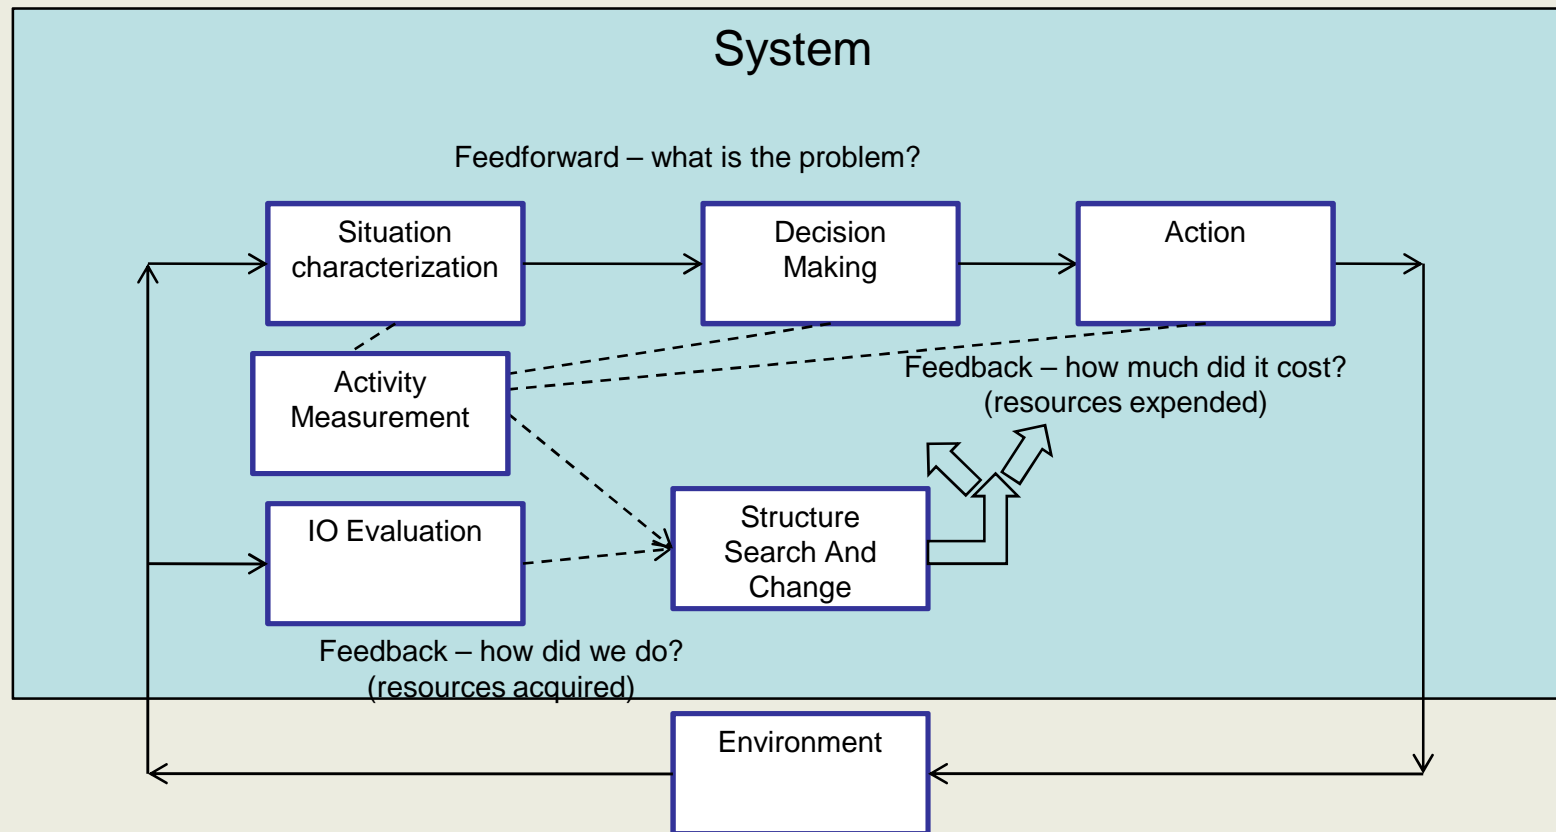 System
Feedforward – what is the problem?
Situation
characterization
Decision
Making
Action
Activity
Measurement
Feedback – how much did it cost?
(resources expended)
IO Evaluation
Structure
Search And
Change
Feedback – how did we do?
(resources acquired)
Environment